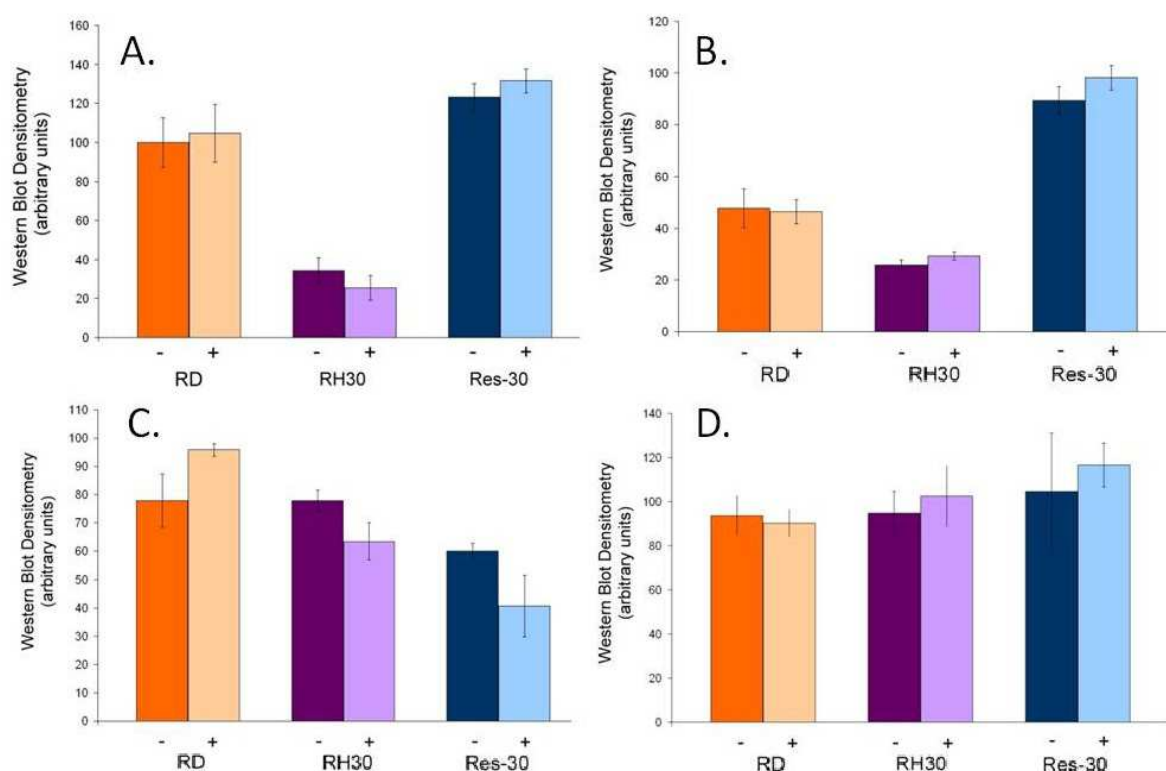 A.
Western Blot Densitometry
(arbitrary units)
160
140
120
100
80
60
40
20
0
- + - + - +
RD RH30 Res-30
B.
Western Blot Densitometry
(arbitrary units)
120
100
80
60
40
20
0
- + - + - +
RD RH30 Res-30
C.
Western Blot Densitometry
(arbitrary units)
110
100
90
80
70
60
50
40
30
20
10
0
- + - + - +
RD RH30 Res-30
D.
Western Blot Densitometry
(arbitrary units)
140
120
100
80
60
40
20
0
- + - + - +
RD RH30 Res-30